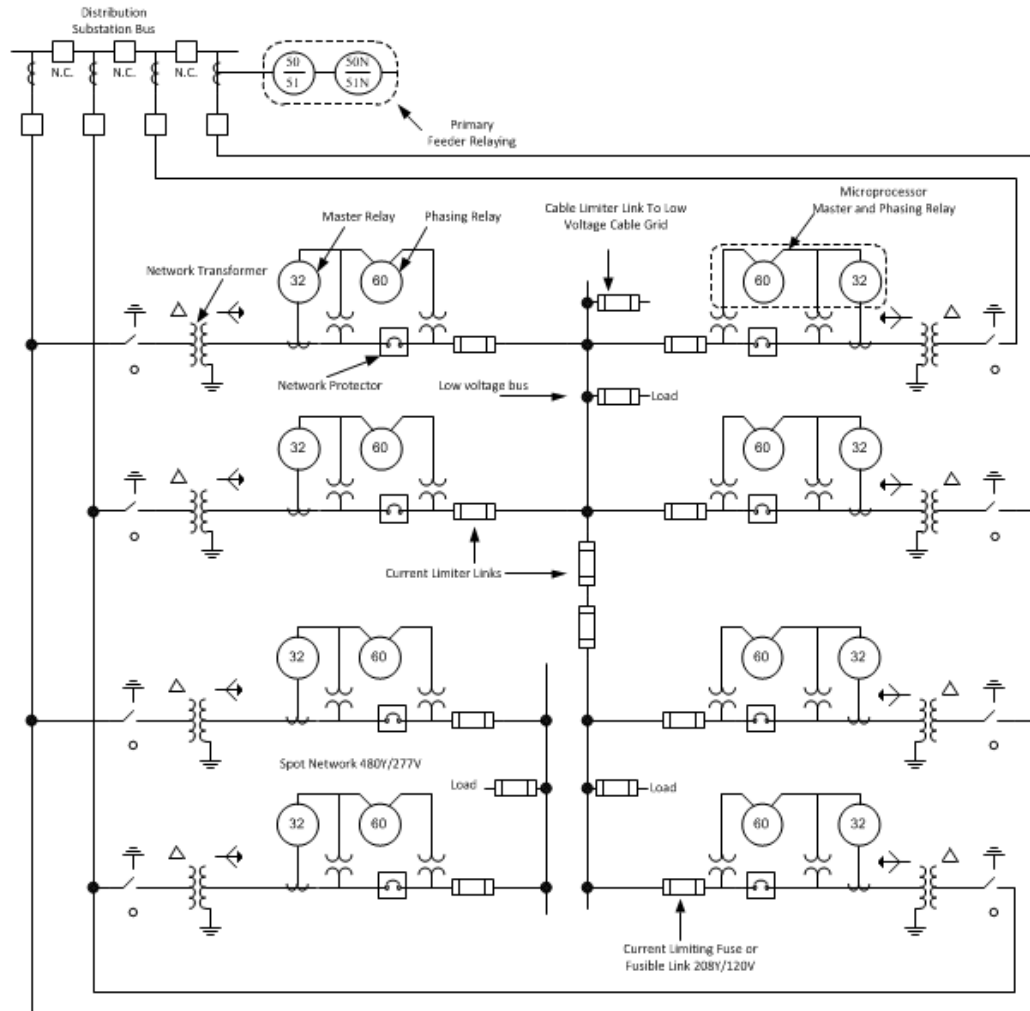 Distribution
Substation Bus
N.C.
N.C.
N.C.
50
51
50N
51N
Primary
Feeder Relaying
Master Relay
Phasing Relay
Cable Limiter Link To Low
Voltage Cable Grid
Microprocessor
Master and Phasing Relay
Network Transformer
32
60
60
32
Network Protector
Low voltage bus
Load
32
60
60
32
Current Limiter Links
32
60
60
32
Spot Network 480Y/277V
Load
Load
32
60
60
32
Current Limiting Fuse or
Fusible Link 208Y/120V